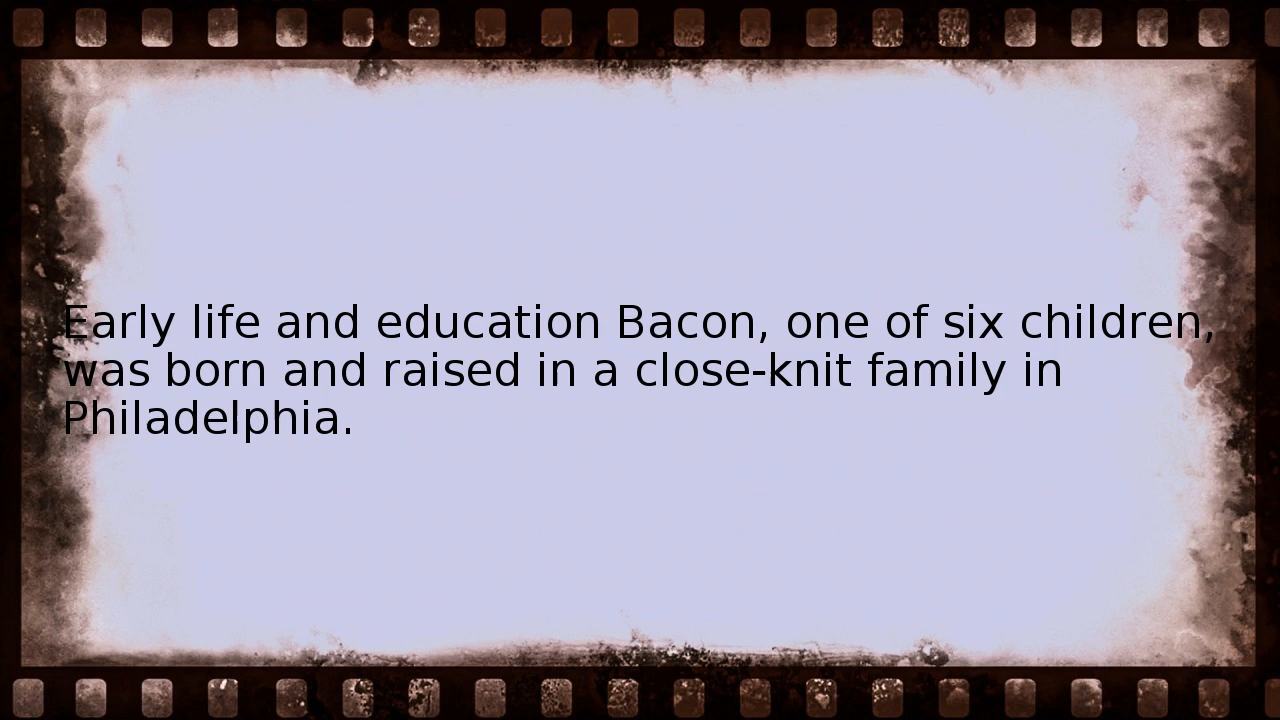 Early life and education Bacon, one of six children,
was born and raised in a close-knit family in
Philadelphia.